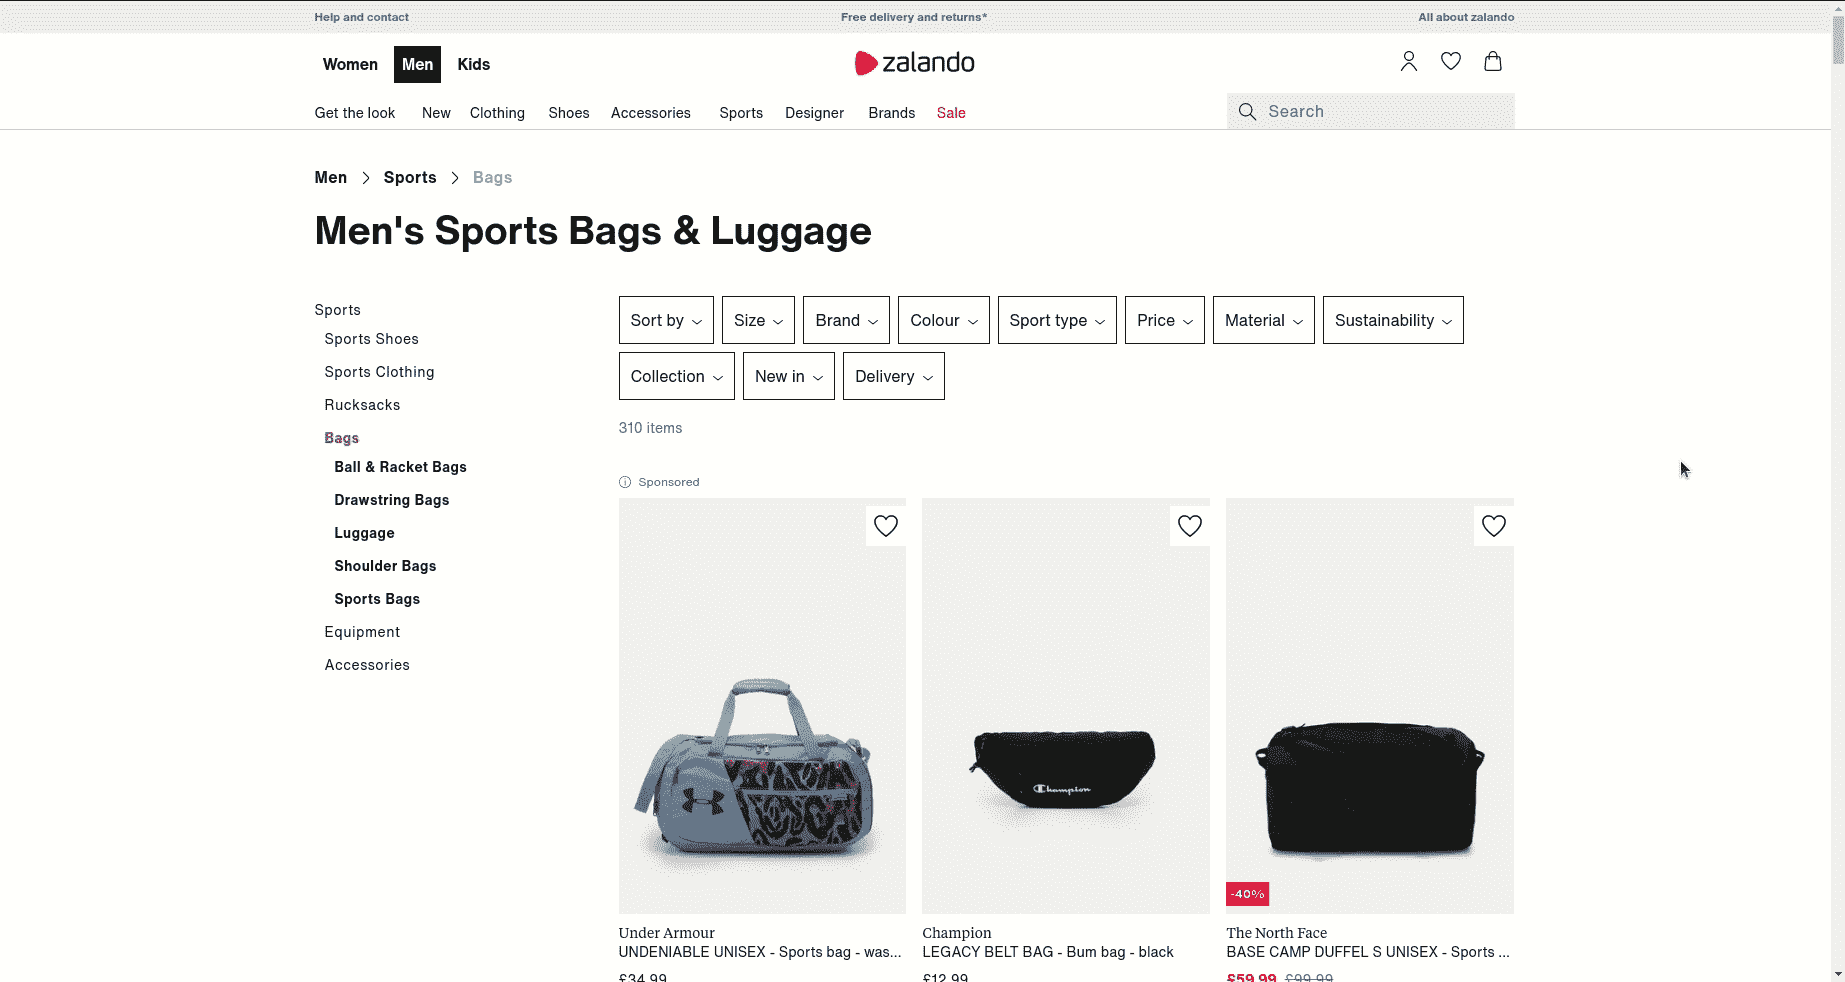 Help and contact
Free delivery and returns*
All about zalando
Women Men Kids
zalando
Get the look New Clothing Shoes Accessories Sports Designer Brands Sale
Search
Men > Sports > Bags
Men's Sports Bags & Luggage
Sports
Sports Shoes
Sports Clothing
Rucksacks
Bags
Ball & Racket Bags
Drawstring Bags
Luggage
Shoulder Bags
Sports Bags
Equipment
Accessories
Sort by Size Brand Colour Sport type Price Material Sustainability
Collection New in Delivery
310 items
Sponsored
Champion
-40%
Under Armour
UNDENIABLE UNISEX - Sports bag - was...
£34.99
Champion
LEGACY BELT BAG - Bum bag - black
£12.99
The North Face
BASE CAMP DUFFEL S UNISEX - Sports ...
£59.99 £99.99